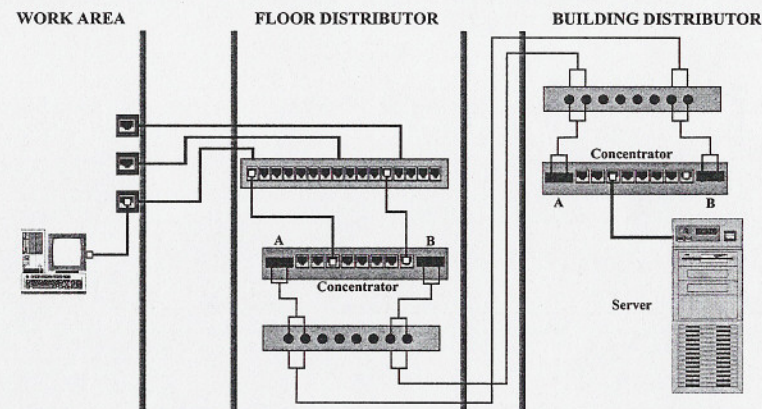 WORK AREA
FLOOR DISTRIBUTOR
BUILDING DISTRIBUTOR
Concentrator
A
B
Server
A
B
Concentrator